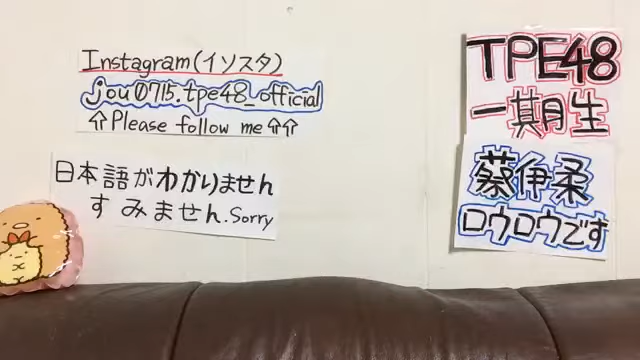 Instagram(イソスタ)
jou0715.tpe48_official
⇧Please follow me⇧⇧
日本語がわかりません
すみません.Sorry
TPE48
一期生
蔡伊柔
ロウロウです